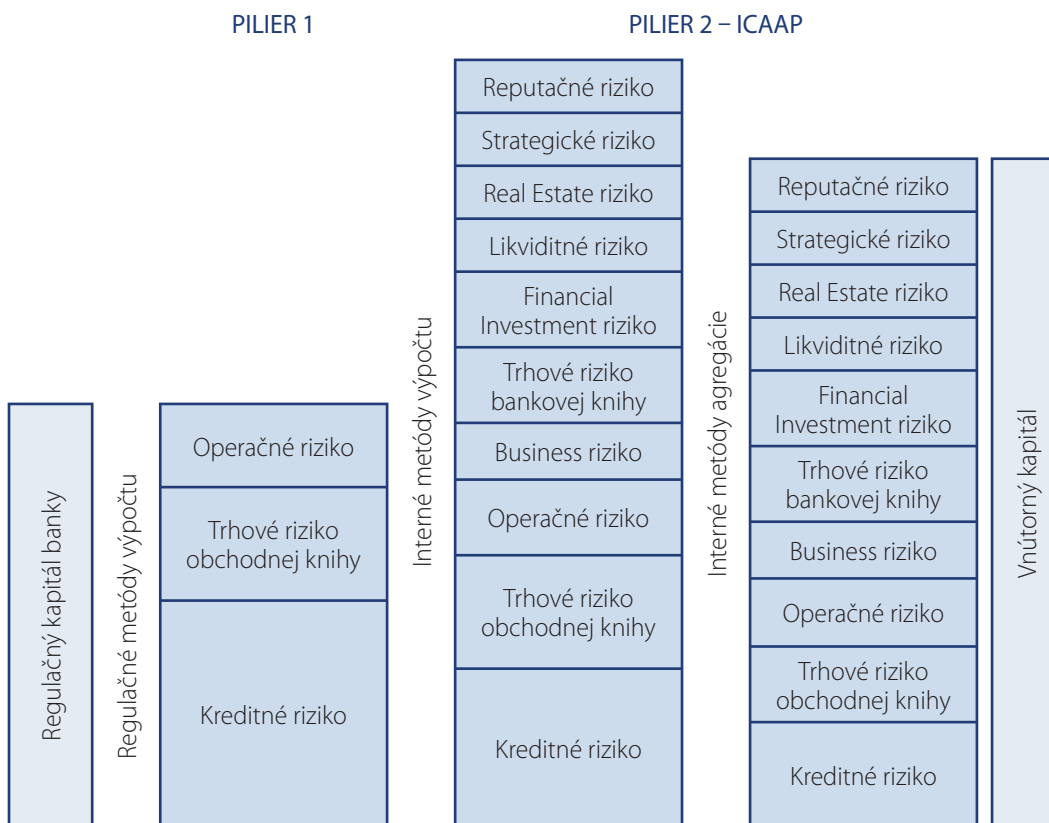 PILIER 1
PILIER 2 – ICAAP
Regulačný kapitál banky
Regulačné metódy výpočtu
Operačné riziko
Trhové riziko
obchodnej knihy
Kreditné riziko
Interné metódy výpočtu
Reputačné riziko
Strategické riziko
Real Estate riziko
Likviditné riziko
Financial
Investment riziko
Trhové riziko
bankovej knihy
Business riziko
Operačné riziko
Trhové riziko
obchodnej knihy
Kreditné riziko
Interné metódy agregácie
Reputačné riziko
Strategické riziko
Real Estate riziko
Likviditné riziko
Financial
Investment riziko
Trhové riziko
bankovej knihy
Business riziko
Operačné riziko
Trhové riziko
obchodnej knihy
Kreditné riziko
Vnútorný kapitál